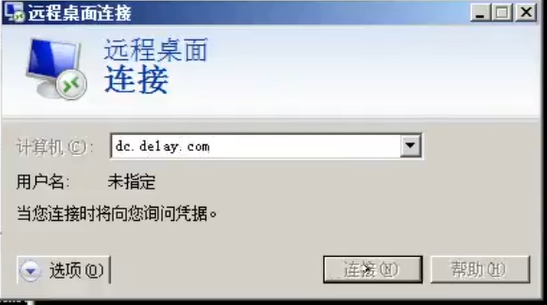 远程桌面连接
远程桌面
连接
计算机(C):
dc.delay.com
用户名: 未指定
当您连接时将向您询问凭据。
选项(O)
连接(N)
帮助(H)